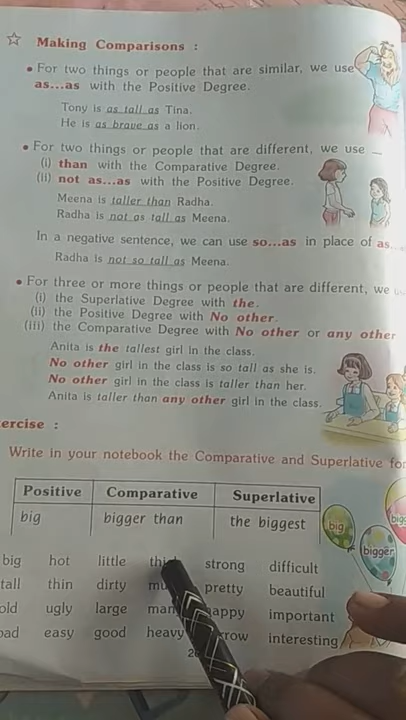 Making Comparisons :
• For two things or people that are similar, we use
as...as with the Positive Degree.
Tony is as tall as Tina.
He is as brave as a lion.
• For two things or people that are different, we use
(i) than with the Comparative Degree.
(ii) not as...as with the Positive Degree.
Meena is taller than Radha.
Radha is not as tall as Meena.
In a negative sentence, we can use so...as in place of as...
Radha is not so tall as Meena.
• For three or more things or people that are different, we
(i) the Superlative Degree with the.
(ii) the Positive Degree with No other.
(iii) the Comparative Degree with No other or any other
Anita is the tallest girl in the class.
No other girl in the class is so tall as she is.
No other girl in the class is taller than her.
Anita is taller than any other girl in the class.
ercise :
Write in your notebook the Comparative and Superlative fo
Positive Comparative Superlative
big bigger than the biggest
big
bigger
big hot little strong difficult
tall thin dirty pretty beautiful
old ugly large happy important
bad easy good heavy interesting